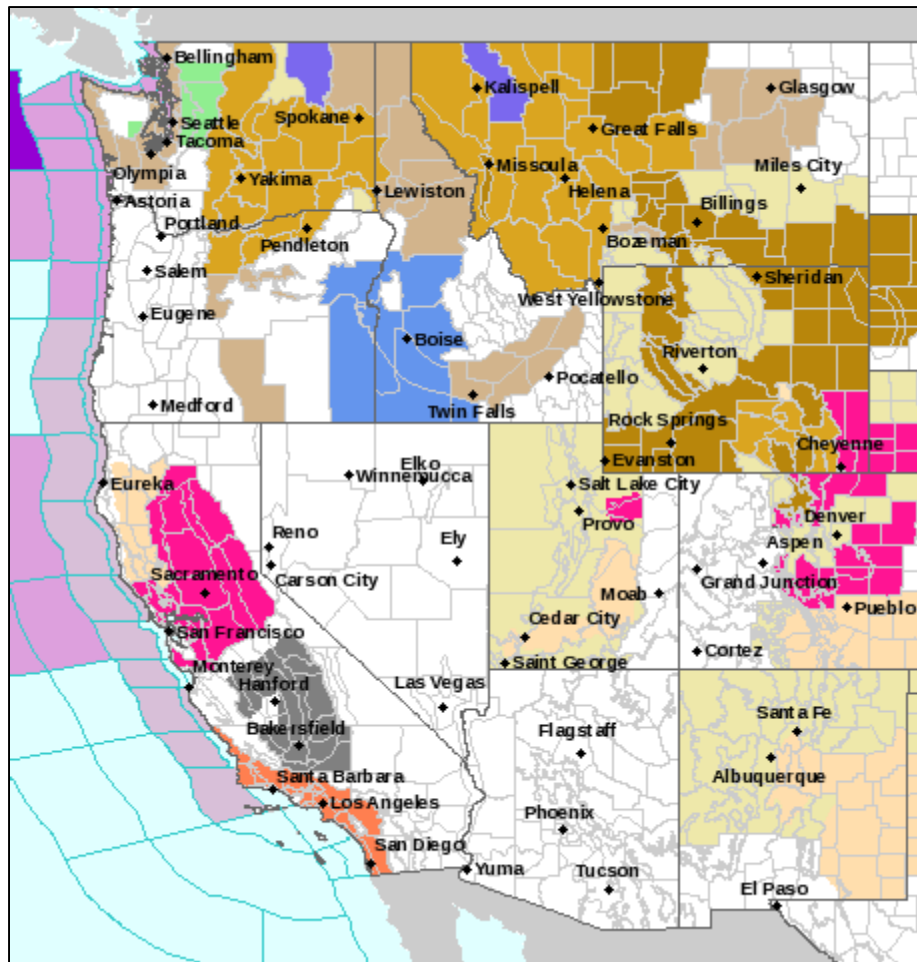 Bellingham
Kalispell
Glasgow
Seattle
Spokane
Tacoma
Great Falls
Olympia
Missoula
Miles City
Yakima
Lewiston
Helena
Astoria
Billings
Portland
Pendleton
Bozeman
Salem
Sheridan
West Yellowstone
Eugene
Boise
Riverton
Pocatello
Medford
Twin Falls
Rock Springs
Cheyenne
Evanston
Elko
Eureka
Winnemucca
Salt Lake City
Provo
Denver
Reno
Ely
Aspen
Sacramento
Carson City
Grand Junction
Moab
Pueblo
San Francisco
Cedar City
Cortez
Monterey
Saint George
Hanford
Las Vegas
Santa Fe
Bakersfield
Flagstaff
Albuquerque
Santa Barbara
Los Angeles
Phoenix
San Diego
Yuma
Tucson
El Paso